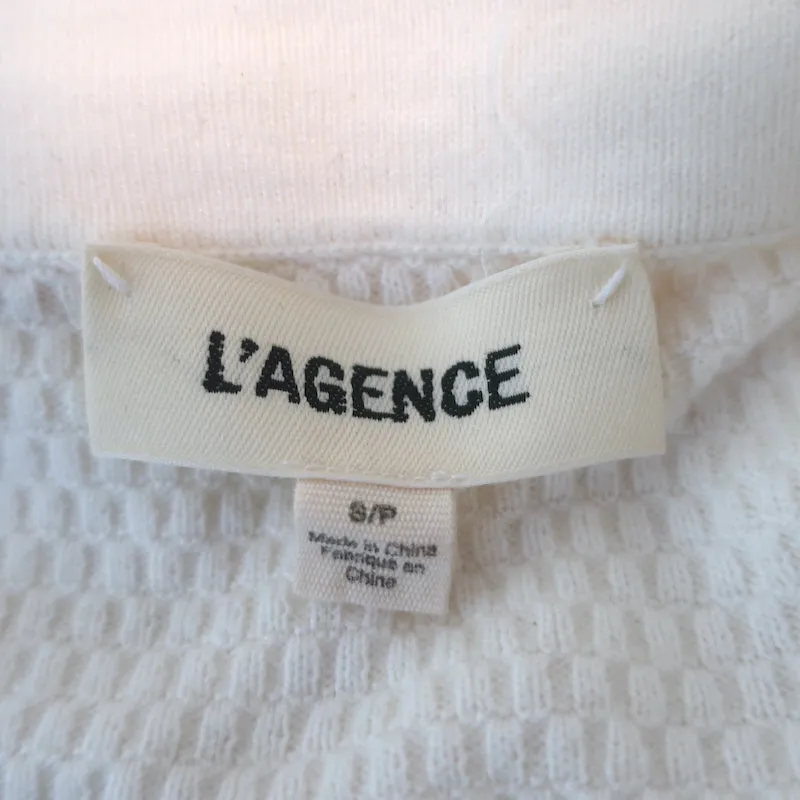 L'AGENCE
S/P
Made in China
Fabriqué en
Chine